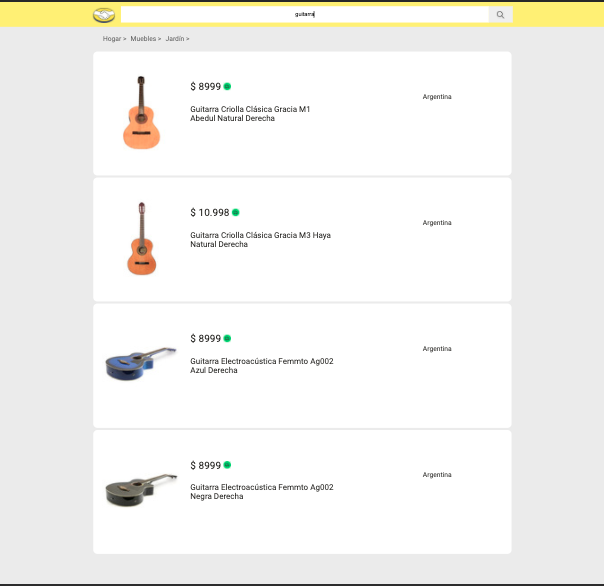 guitarra
Hogar > Muebles > Jardín >
$ 8999
Argentina
Guitarra Criolla Clásica Gracia M1
Abedul Natural Derecha
$ 10.998
Argentina
Guitarra Criolla Clásica Gracia M3 Haya
Natural Derecha
$ 8999
Argentina
Guitarra Electroacústica Femmto Ag002
Azul Derecha
$ 8999
Argentina
Guitarra Electroacústica Femmto Ag002
Negra Derecha